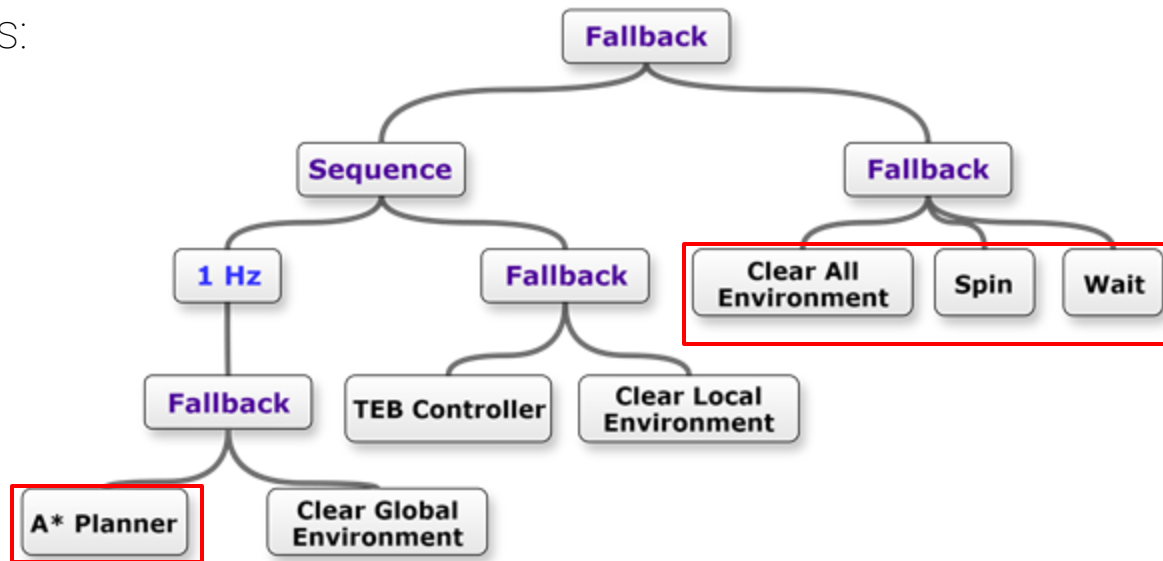 s:
Fallback
Sequence
Fallback
1 Hz
Fallback
Clear All
Environment
Spin
Wait
Fallback
TEB Controller
Clear Local
Environment
A* Planner
Clear Global
Environment